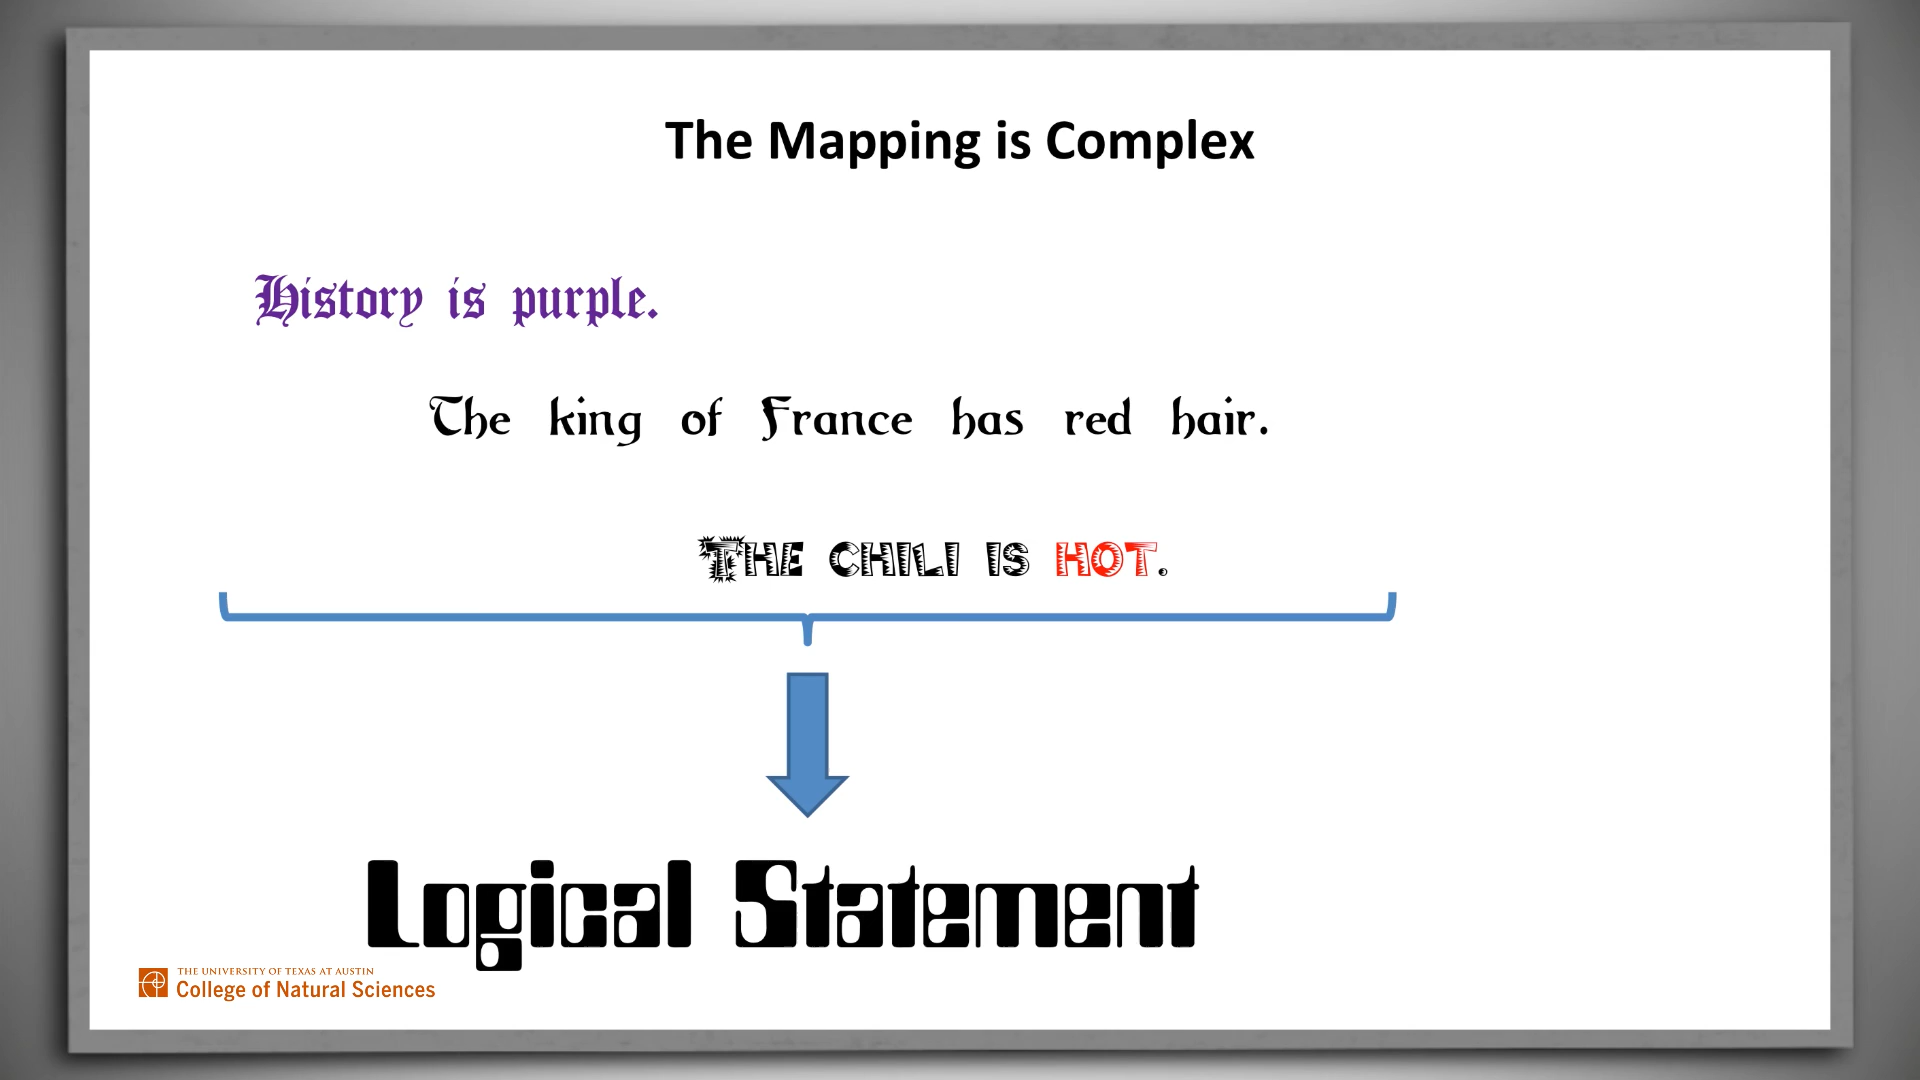 The Mapping is Complex
History is purple.
The king of France has red hair.
THE CHILI IS HOT.
Logical Statement
THE UNIVERSITY OF TEXAS AT AUSTIN
College of Natural Sciences